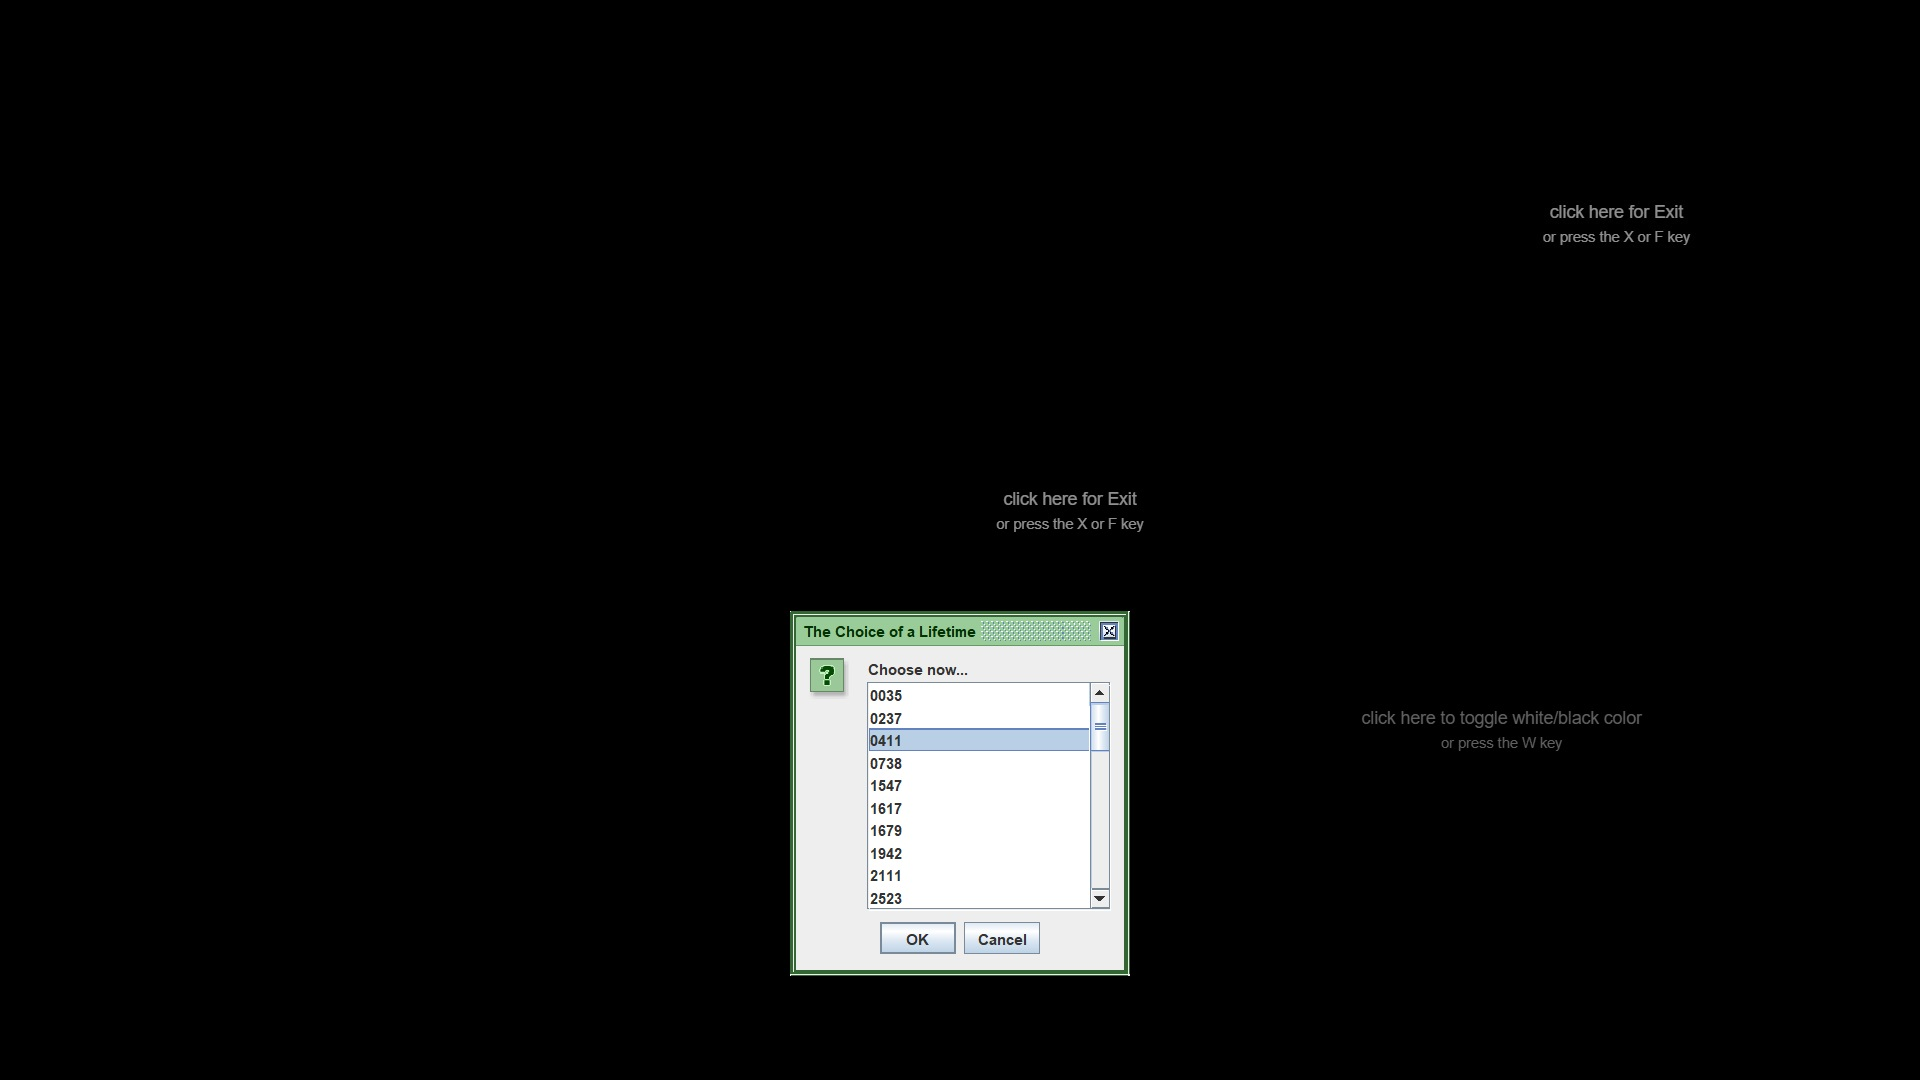 click here for Exit
or press the X or F key
click here for Exit
or press the X or F key
The Choice of a Lifetime
?
Choose now...
0035
0237
0411
0738
1547
1617
1679
1942
2111
2523
OK
Cancel
click here to toggle white/black color
or press the W key